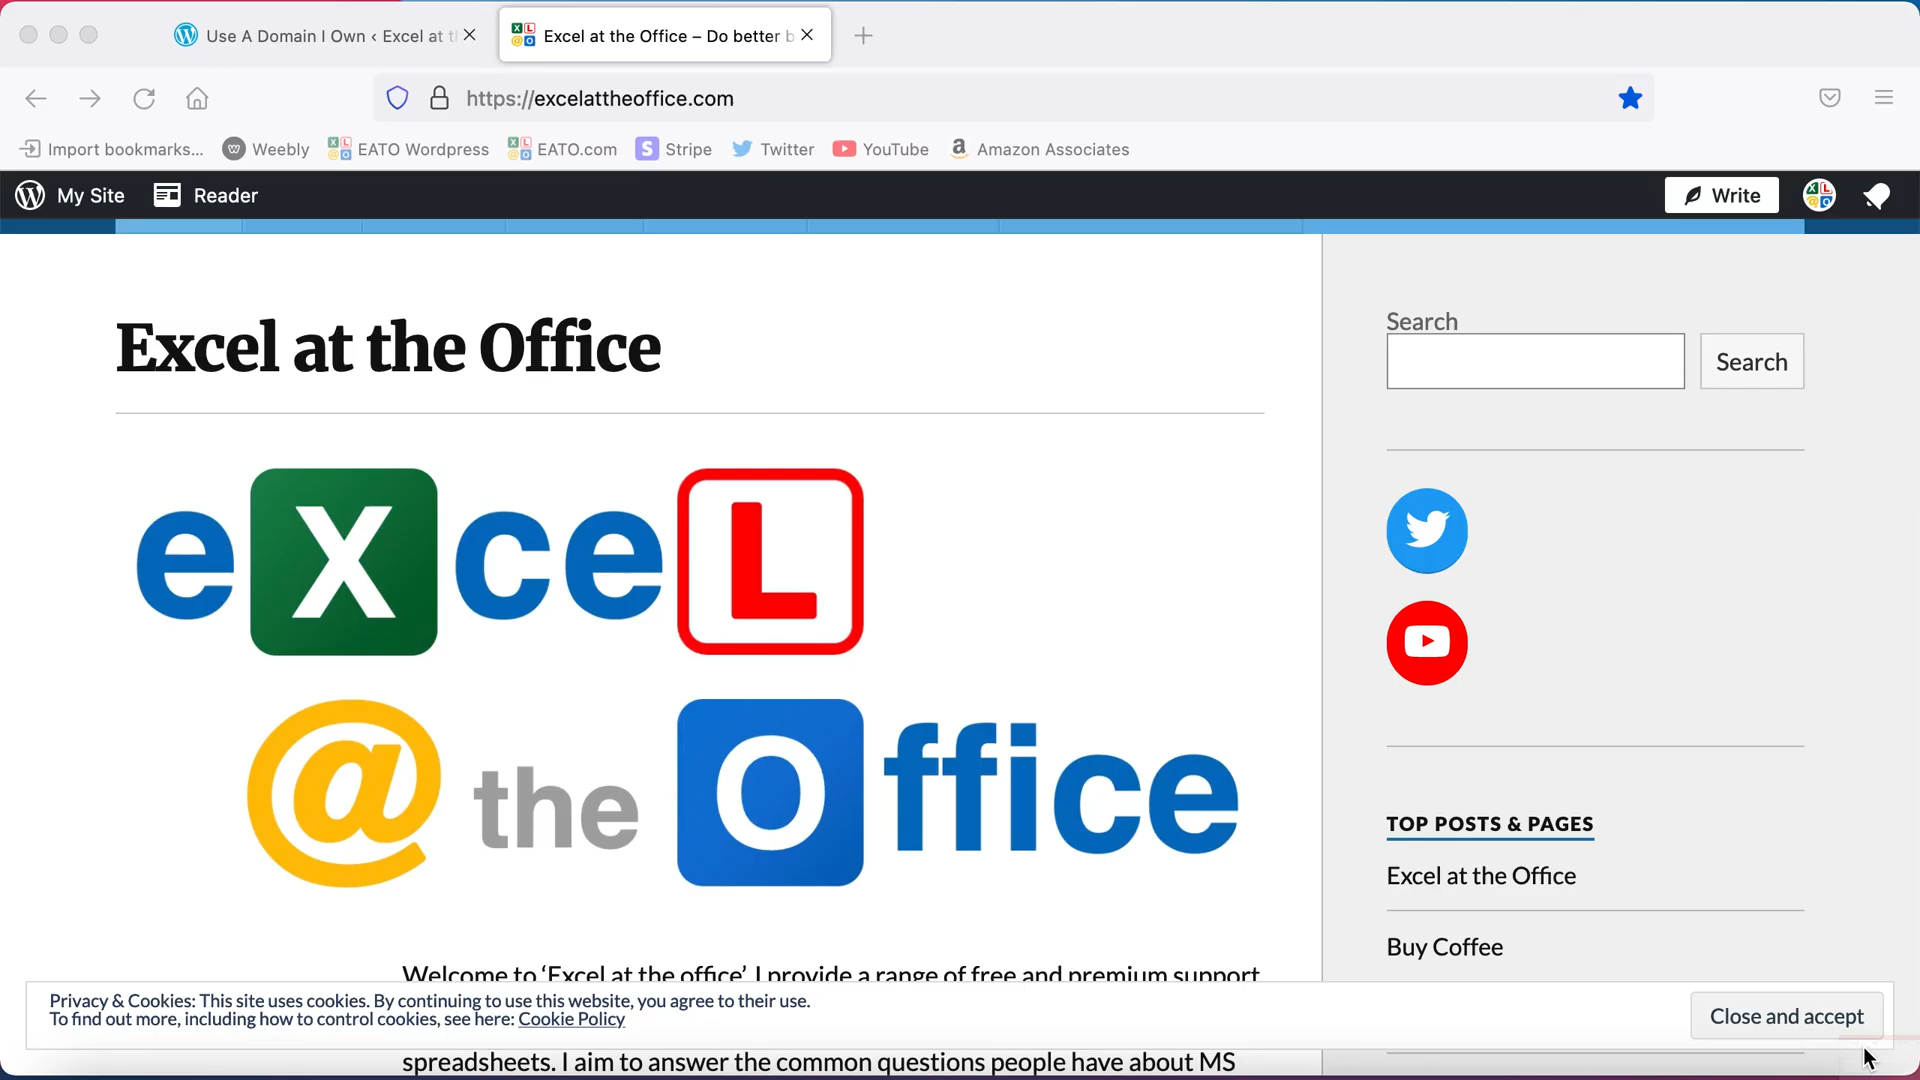 Use A Domain I Own ‹ Excel at t
Excel at the Office – Do better b
https://excelattheoffice.com
Import bookmarks...
Weebly
EATO Wordpress
EATO.com
Stripe
Twitter
YouTube
Amazon Associates
My Site
Reader
Write
Excel at the Office
Search
Search
eXceL
@ the Office
TOP POSTS & PAGES
Excel at the Office
Buy Coffee
Welcome to ‘Excel at the office’. I provide a range of free and premium support
Privacy & Cookies: This site uses cookies. By continuing to use this website, you agree to their use.
To find out more, including how to control cookies, see here: Cookie Policy
Close and accept
spreadsheets. I aim to answer the common questions people have about MS